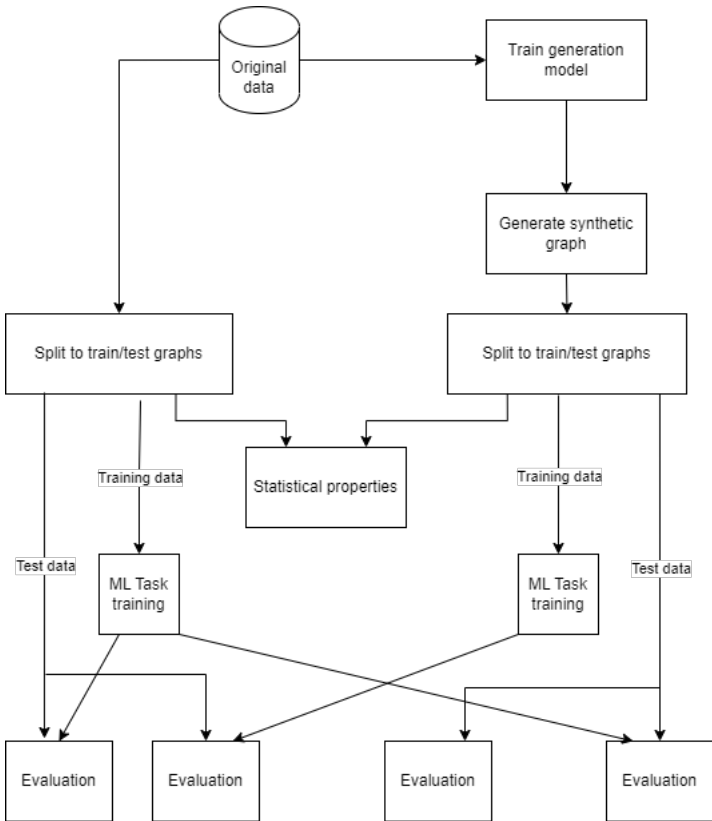 Original
data
Train generation
model
Generate synthetic
graph
Split to train/test graphs
Split to train/test graphs
Statistical properties
Training data
Training data
Test data
Test data
ML Task
training
ML Task
training
Evaluation
Evaluation
Evaluation
Evaluation